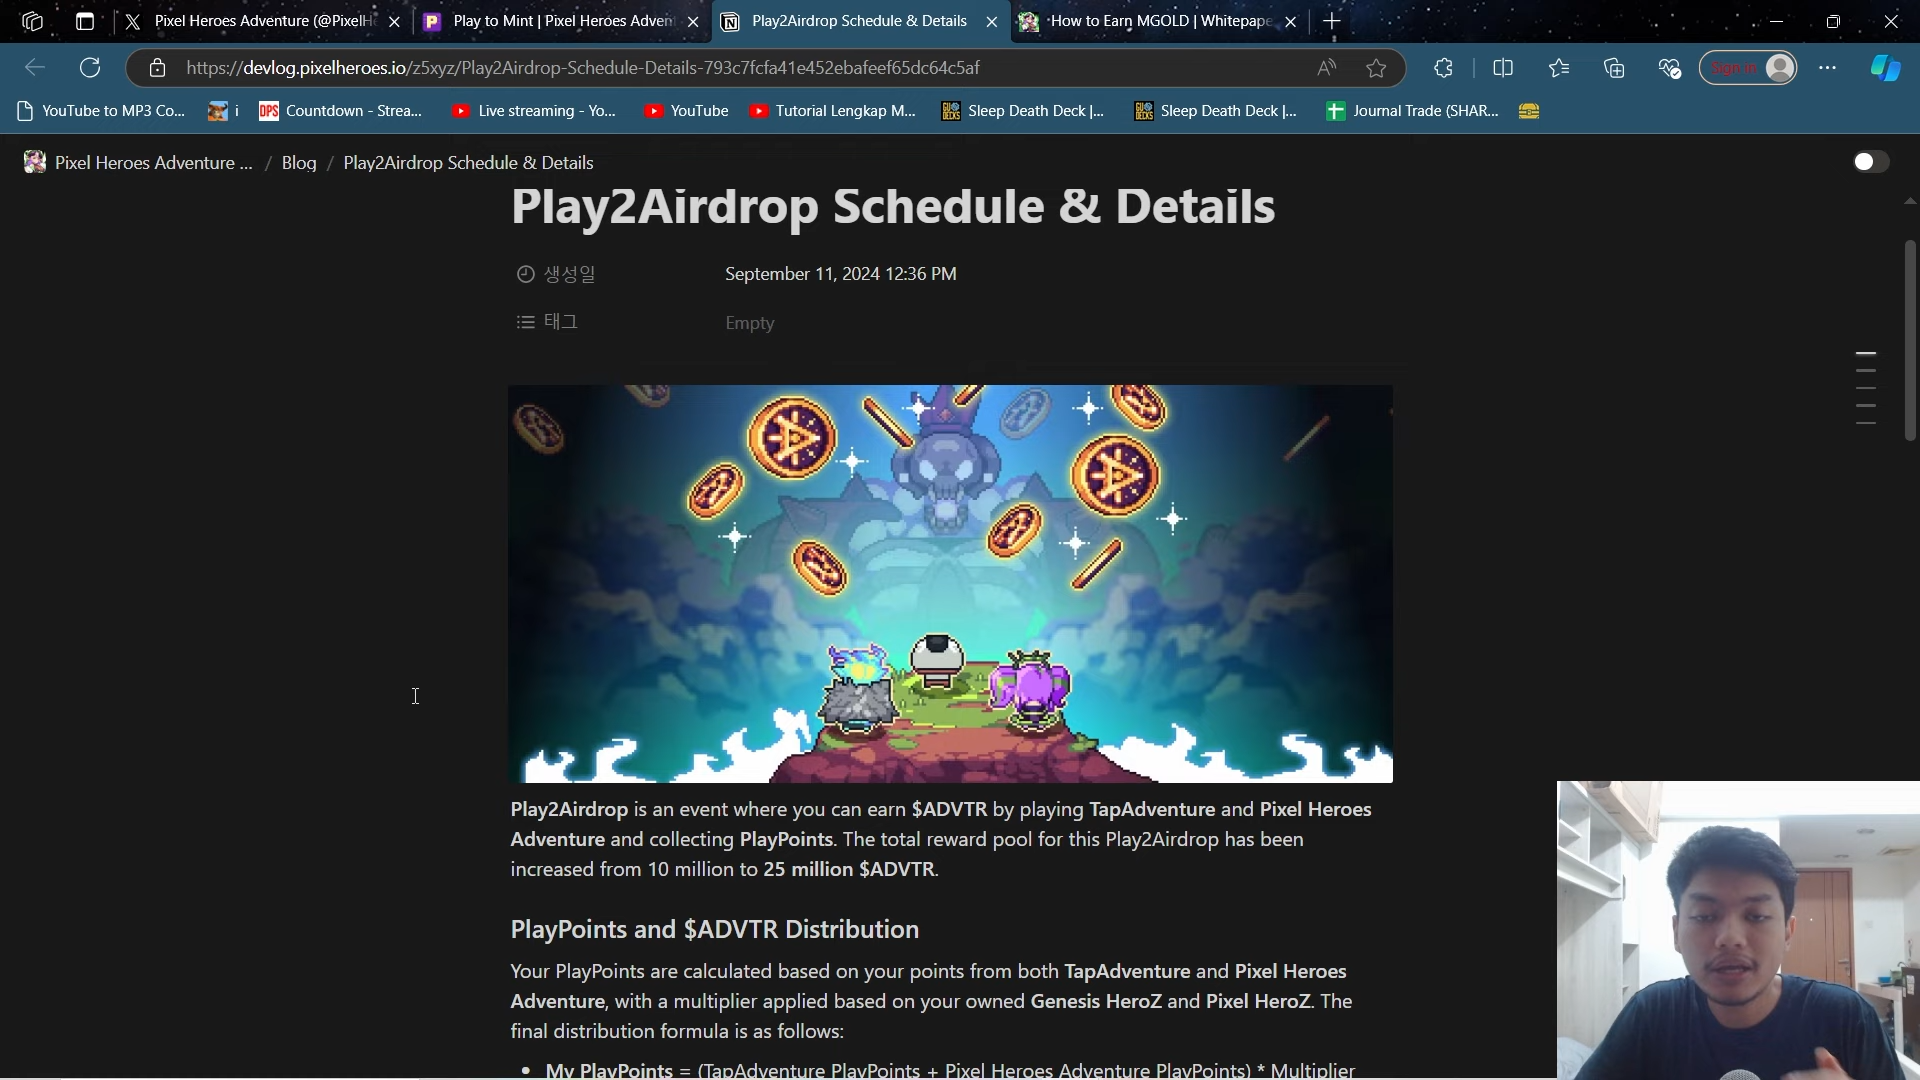 Pixel Heroes Adventure (@PixelH
Play to Mint | Pixel Heroes Adven
Play2Airdrop Schedule & Details
How to Earn MGOLD | Whitepape
https://devlog.pixelheroes.io/z5xyz/Play2Airdrop-Schedule-Details-793c7fcfa41e452ebafeef65dc64c5af
Sign in
YouTube to MP3 Co...
i
DPS Countdown - Strea...
Live streaming - Yo...
YouTube
Tutorial Lengkap M...
GU DECKS Sleep Death Deck |...
GU DECKS Sleep Death Deck |...
Journal Trade (SHAR...
Pixel Heroes Adventure ... / Blog / Play2Airdrop Schedule & Details
Play2Airdrop Schedule & Details
생성일 September 11, 2024 12:36 PM
태그 Empty
Play2Airdrop is an event where you can earn $ADVTR by playing TapAdventure and Pixel Heroes
Adventure and collecting PlayPoints. The total reward pool for this Play2Airdrop has been
increased from 10 million to 25 million $ADVTR.
PlayPoints and $ADVTR Distribution
Your PlayPoints are calculated based on your points from both TapAdventure and Pixel Heroes
Adventure, with a multiplier applied based on your owned Genesis HeroZ and Pixel HeroZ. The
final distribution formula is as follows:
• My PlayPoints = (TapAdventure PlayPoints + Pixel Heroes Adventure PlayPoints) * Multiplier